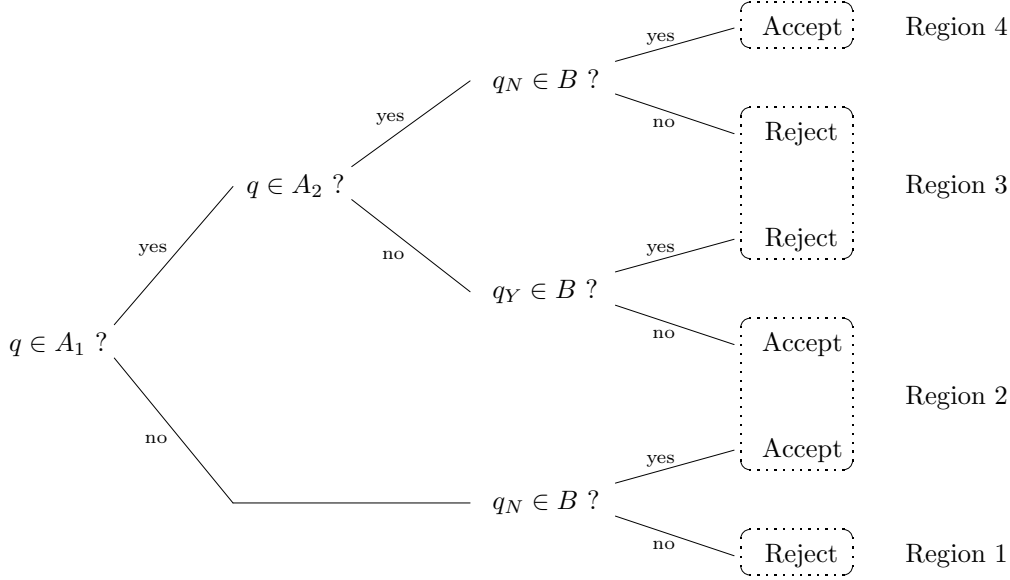 yes Accept Region 4
q_N ∈ B ?
yes no Reject
q ∈ A_2 ? Region 3
yes no yes Reject
q_Y ∈ B ?
q ∈ A_1 ? no Accept
Region 2
no yes Accept
q_N ∈ B ?
no Reject Region 1